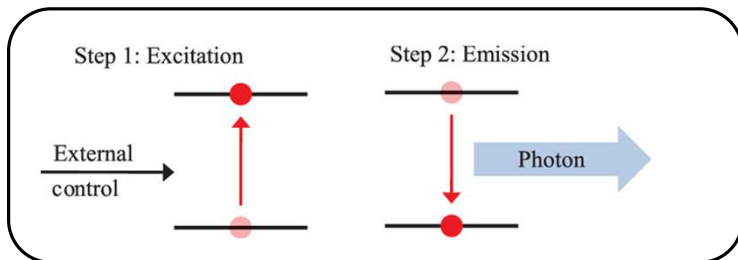 Step 1: Excitation
Step 2: Emission
External
control
Photon